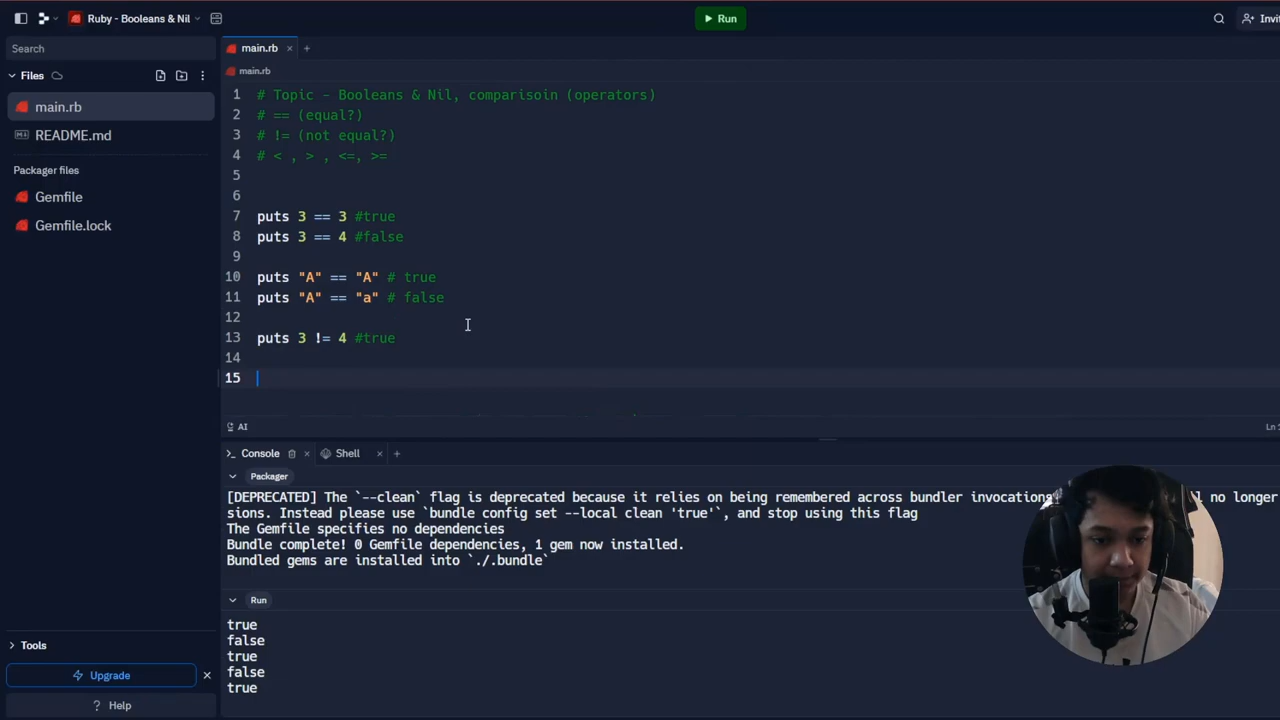 Ruby - Booleans & Nil
Run
Invi
Search
Files
main.rb
README.md
Packager files
Gemfile
Gemfile.lock
Tools
Upgrade
Help
main.rb
main.rb
1 # Topic - Booleans & Nil, comparisoin (operators)
2 # == (equal?)
3 # != (not equal?)
4 # < , > , <=, >=
5
6
7 puts 3 == 3 #true
8 puts 3 == 4 #false
9
10 puts "A" == "A" # true
11 puts "A" == "a" # false
12
13 puts 3 != 4 #true
14
15
AI
Ln
Console
Shell
Packager
[DEPRECATED] The `--clean` flag is deprecated because it relies on being remembered across bundler invocations l no longer
sions. Instead please use `bundle config set --local clean 'true'`, and stop using this flag
The Gemfile specifies no dependencies
Bundle complete! 0 Gemfile dependencies, 1 gem now installed.
Bundled gems are installed into `./.bundle`
Run
true
false
true
false
true